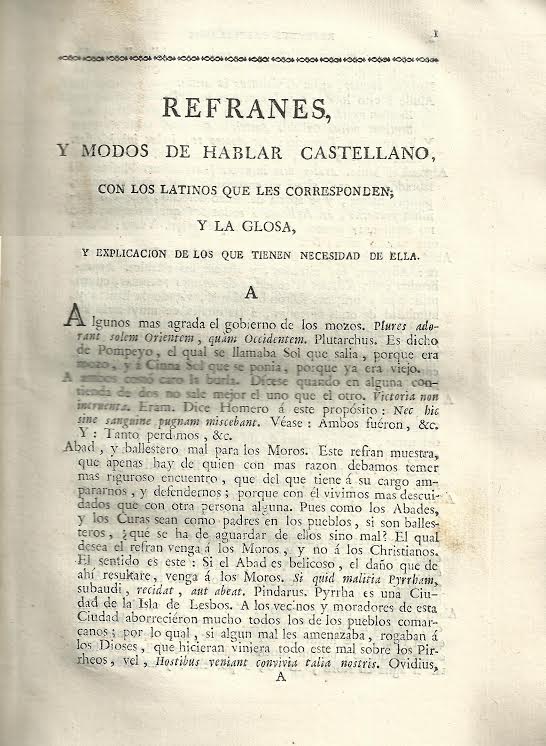 1
REFRANES,
Y MODOS DE HABLAR CASTELLANO,
CON LOS LATINOS QUE LES CORRESPONDEN;
Y LA GLOSA,
Y EXPLICACION DE LOS QUE TIENEN NECESIDAD DE ELLA.
A
Algunos mas agrada el gobierno de los mozos. Plures ado-
rant solem Orientem, quàm Occidentem. Plutarchus. Es dicho
de Pompeyo, el qual se llamaba Sol que salia, porque era
mozo, y á Cinna Sol que se ponia, porque ya era viejo.
A ambos costó caro la burla. Dícese quando en alguna con-
tienda de dos no sale mejor el uno que el otro. Victoria non
incruenta. Eram. Dice Homero á este propósito: Nec hic
sine sanguine pugnam miscebant. Véase: Ambos fuéron, &c.
Y: Tanto perdimos, &c.
Abad, y ballestero mal para los Moros. Este refran muestra,
que apenas hay de quien con mas razon debamos temer
mas riguroso encuentro, que del que tiene á su cargo am-
pararnos, y defendernos; porque con él vivimos mas descui-
dados que con otra persona alguna. Pues como los Abades,
y los Curas sean como padres en los pueblos, si son balles-
teros, ¿que se ha de aguardar de ellos sino mal? El qual
desea el refran venga á los Moros, y no á los Christianos.
El sentido es este: Si el Abad es belicoso, el daño que de
ahí resultare, venga á los Moros. Si quid malitia Pyrrham,
subaudi, recidat, aut abeat. Pindarus. Pyrrha es una Ciu-
dad de la Isla de Lesbos. A los vecinos y moradores de esta
Ciudad aborreciéron mucho todos los de los pueblos comar-
canos; por lo qual, si algun mal les amenazaba, rogaban á
los Dioses, que hicieran viniera todo este mal sobre los Pir-
rheos, vel, Hostibus veniant convivia talia nostris. Ovidius,
A